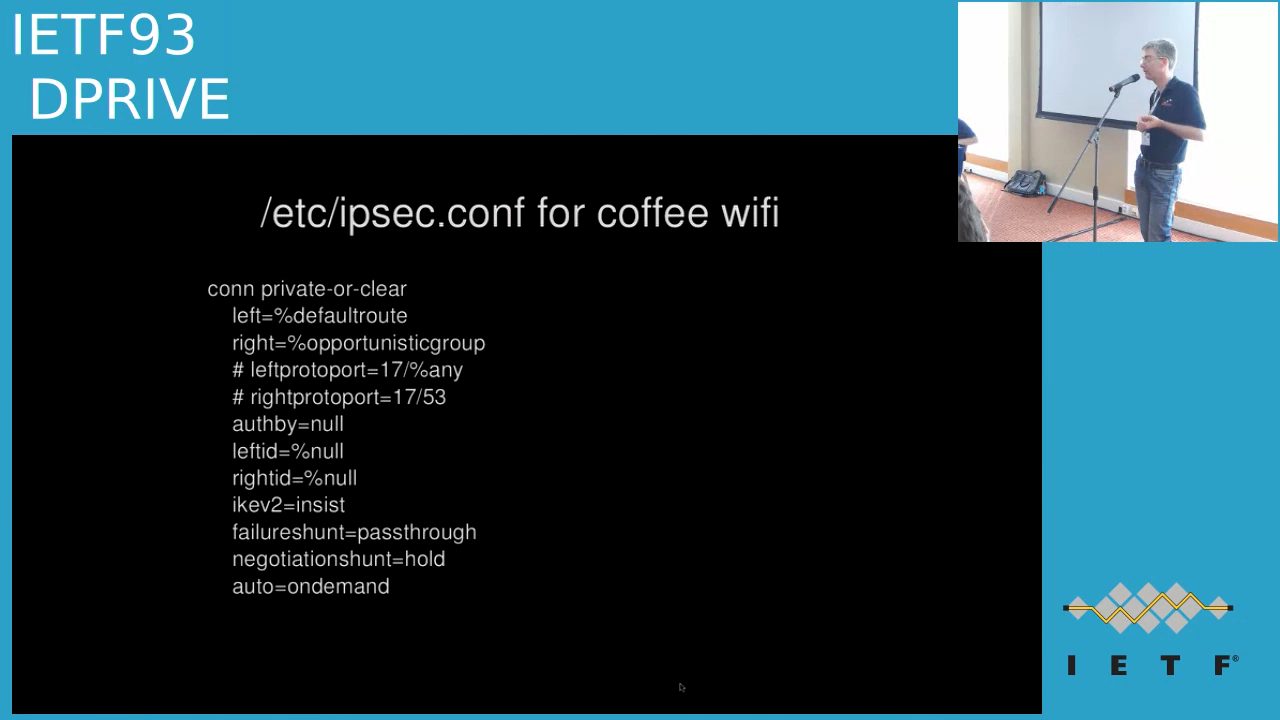 IETF93
DPRIVE
/etc/ipsec.conf for coffee wifi
conn private-or-clear
left=%defaultroute
right=%opportunisticgroup
# leftprotoport=17/%any
# rightprotoport=17/53
authby=null
leftid=%null
rightid=%null
ikev2=insist
failureshunt=passthrough
negotiationshunt=hold
auto=ondemand
I E T F®